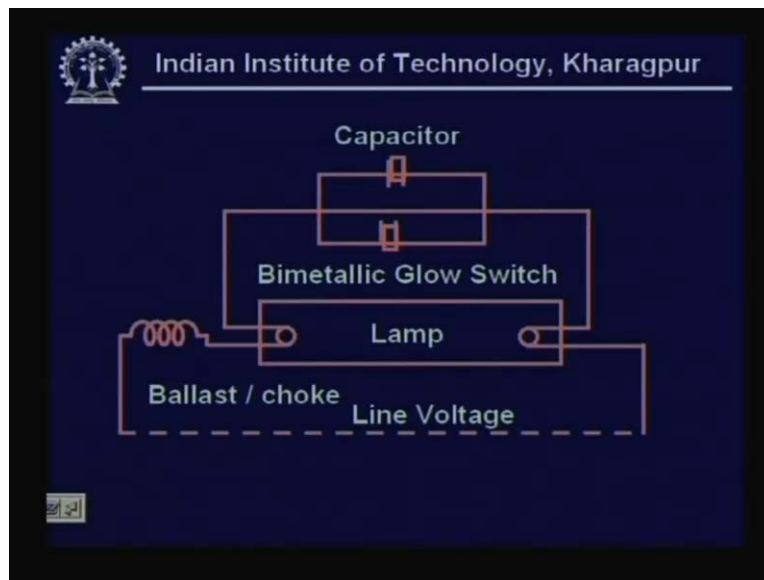 Indian Institute of Technology, Kharagpur
Capacitor
Bimetallic Glow Switch
Lamp
Ballast / choke
Line Voltage